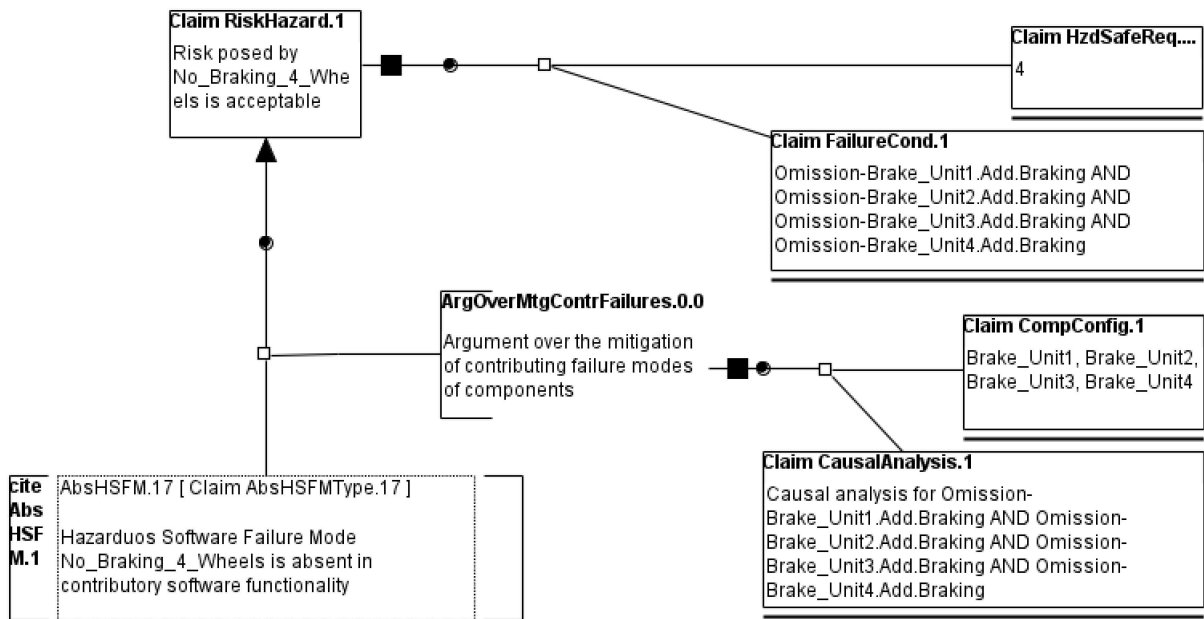 Claim RiskHazard.1
Risk posed by
No_Braking_4_Whe
els is acceptable
Claim HzdSafeReq....
4
Claim FailureCond.1
Omission-Brake_Unit1.Add.Braking AND
Omission-Brake_Unit2.Add.Braking AND
Omission-Brake_Unit3.Add.Braking AND
Omission-Brake_Unit4.Add.Braking
ArgOverMtgContrFailures.0.0
Argument over the mitigation
of contributing failure modes
of components
Claim CompConfig.1
Brake_Unit1, Brake_Unit2,
Brake_Unit3, Brake_Unit4
Claim CausalAnalysis.1
Causal analysis for Omission-
Brake_Unit1.Add.Braking AND Omission-
Brake_Unit2.Add.Braking AND Omission-
Brake_Unit3.Add.Braking AND Omission-
Brake_Unit4.Add.Braking
cite
Abs
HSF
M.1
AbsHSFM.17 [ Claim AbsHSFMType.17 ]
Hazarduos Software Failure Mode
No_Braking_4_Wheels is absent in
contributory software functionality